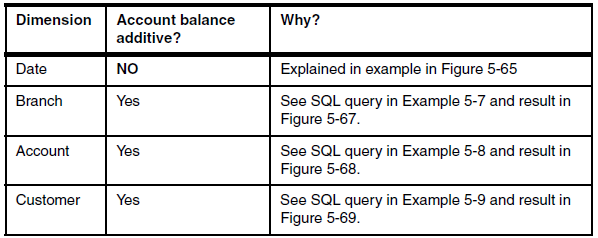 Dimension Account balance Why?
additive?
Date NO Explained in example in Figure 5-65
Branch Yes See SQL query in Example 5-7 and result in
Figure 5-67.
Account Yes See SQL query in Example 5-8 and result in
Figure 5-68.
Customer Yes See SQL query in Example 5-9 and result in
Figure 5-69.